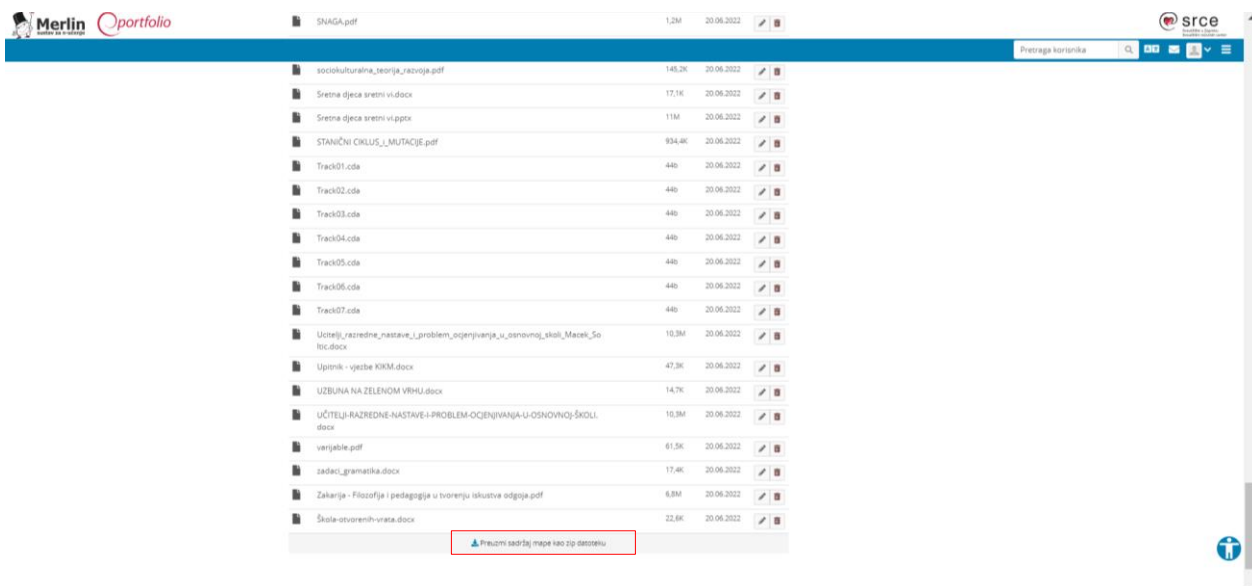 Merlin
sustav za e-učenje
portfolio
SNAGA.pdf 1,2M 20.06.2022
srce
Pretraga korisnika
sociokulturalna_teorija_razvoja.pdf 145,2K 20.06.2022
Sretna djeca sretni vi.docx 17,1K 20.06.2022
Sretna djeca sretni vi.pptx 11M 20.06.2022
STANIČNI CIKLUS_I_MUTACIJE.pdf 934,4K 20.06.2022
Track01.cda 44b 20.06.2022
Track02.cda 44b 20.06.2022
Track03.cda 44b 20.06.2022
Track04.cda 44b 20.06.2022
Track05.cda 44b 20.06.2022
Track06.cda 44b 20.06.2022
Track07.cda 44b 20.06.2022
Ucitelji_razredne_nastave_i_problem_ocjenjivanja_u_osnovnoj_skoli_Macek_So 10,3M 20.06.2022
ltic.docx
Upitnik - vjezbe KIKM.docx 47,3K 20.06.2022
UZBUNA NA ZELENOM VRHU.docx 14,7K 20.06.2022
UČITELJI-RAZREDNE-NASTAVE-I-PROBLEM-OCJENJIVANJA-U-OSNOVNOJ-ŠKOLI. 10,3M 20.06.2022
docx
varijable.pdf 61,5K 20.06.2022
zadaci_gramatika.docx 17,4K 20.06.2022
Zakarija - Filozofija i pedagogija u tvorenju iskustva odgoja.pdf 6,8M 20.06.2022
Škola-otvorenih-vrata.docx 22,6K 20.06.2022
Preuzmi sadržaj mape kao zip datoteku